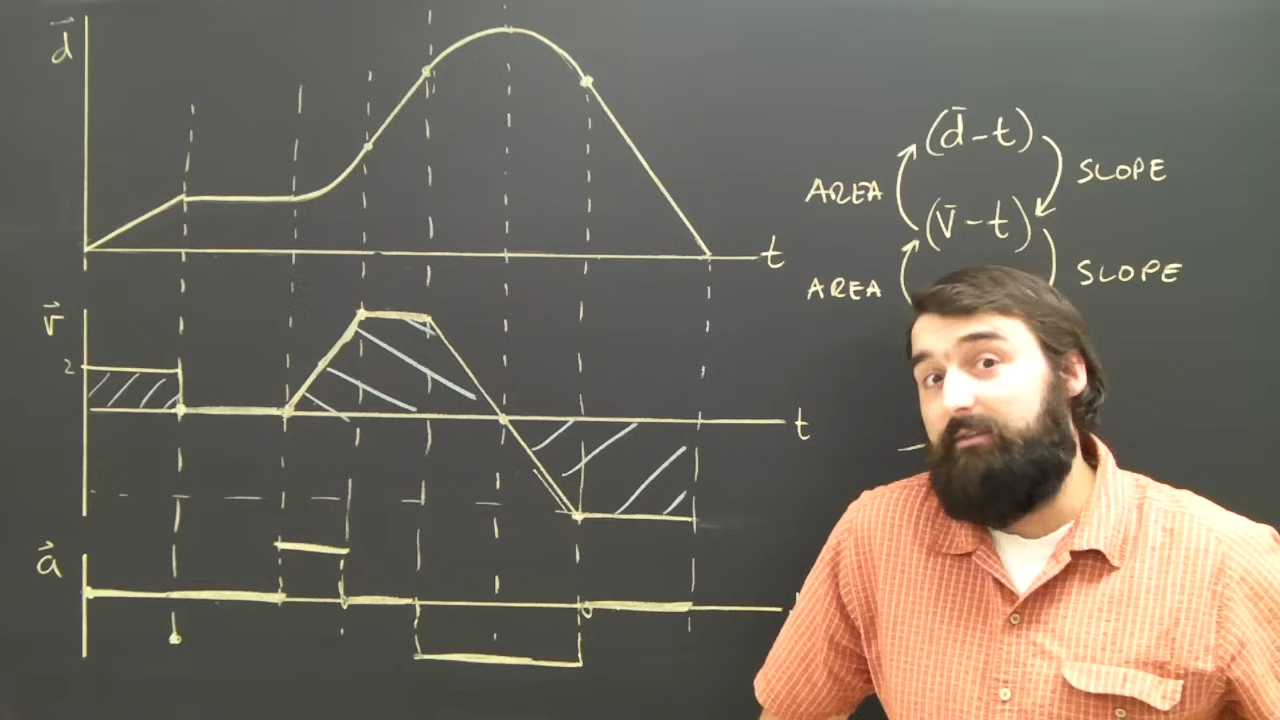 d⃗
t
v⃗
2
t
a⃗
(d̄-t)
AREA
SLOPE
(v̄-t)
AREA
SLOPE